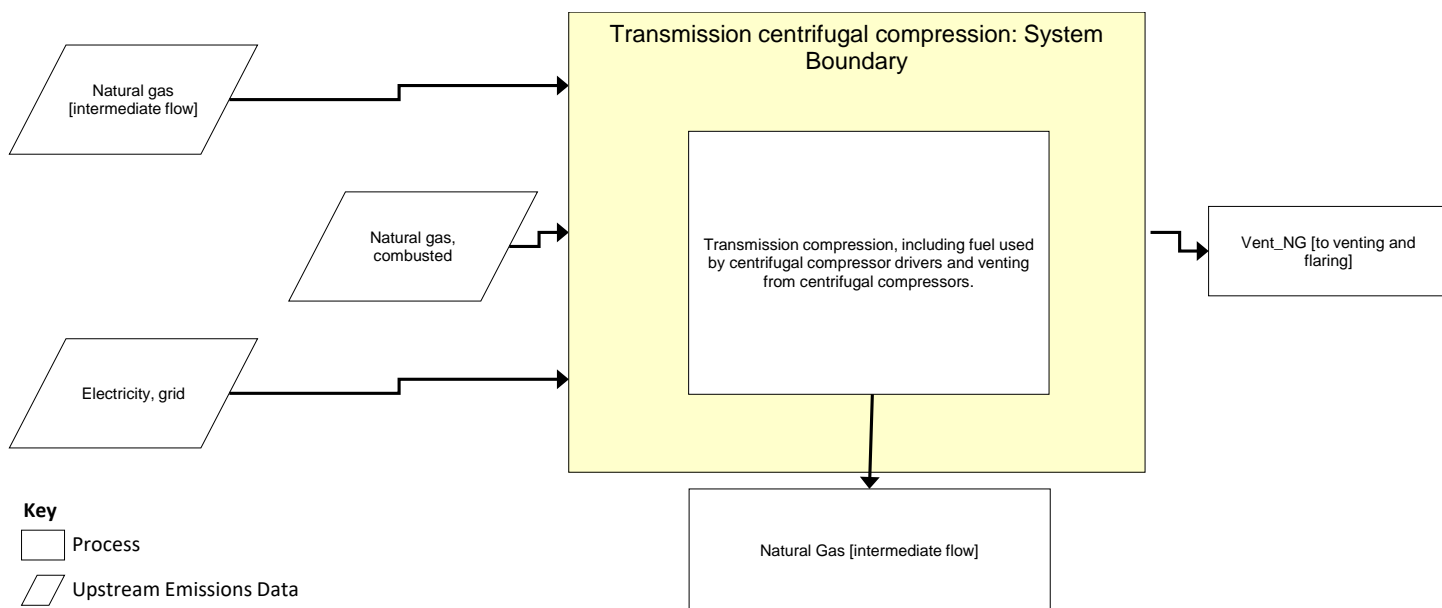 Transmission centrifugal compression: System
Boundary
Natural gas
[intermediate flow]
Natural gas,
combusted
Transmission compression, including fuel used
by centrifugal compressor drivers and venting
from centrifugal compressors.
Vent_NG [to venting and
flaring]
Electricity, grid
Natural Gas [intermediate flow]
Key
Process
Upstream Emissions Data